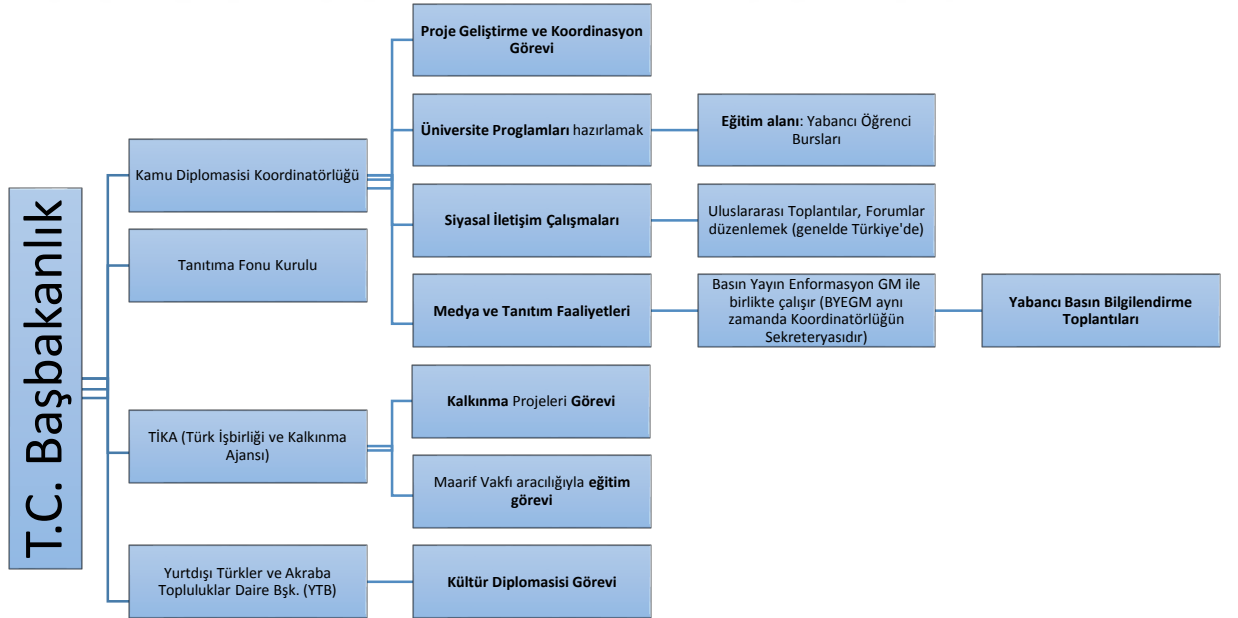 T.C. Başbakanlık
Kamu Diplomasisi Koordinatörlüğü
Proje Geliştirme ve Koordinasyon
Görevi
Üniversite Proglamları hazırlamak
Eğitim alanı: Yabancı Öğrenci
Bursları
Siyasal İletişim Çalışmaları
Uluslararası Toplantılar, Forumlar
düzenlemek (genelde Türkiye'de)
Medya ve Tanıtım Faaliyetleri
Basın Yayın Enformasyon GM ile
birlikte çalışır (BYEGM aynı
zamanda Koordinatörlüğün
Sekreteryasıdır)
Yabancı Basın Bilgilendirme
Toplantıları
Tanıtıma Fonu Kurulu
TİKA (Türk İşbirliği ve Kalkınma
Ajansı)
Kalkınma Projeleri Görevi
Maarif Vakfı aracılığıyla eğitim
görevi
Yurtdışı Türkler ve Akraba
Topluluklar Daire Bşk. (YTB)
Kültür Diplomasisi Görevi